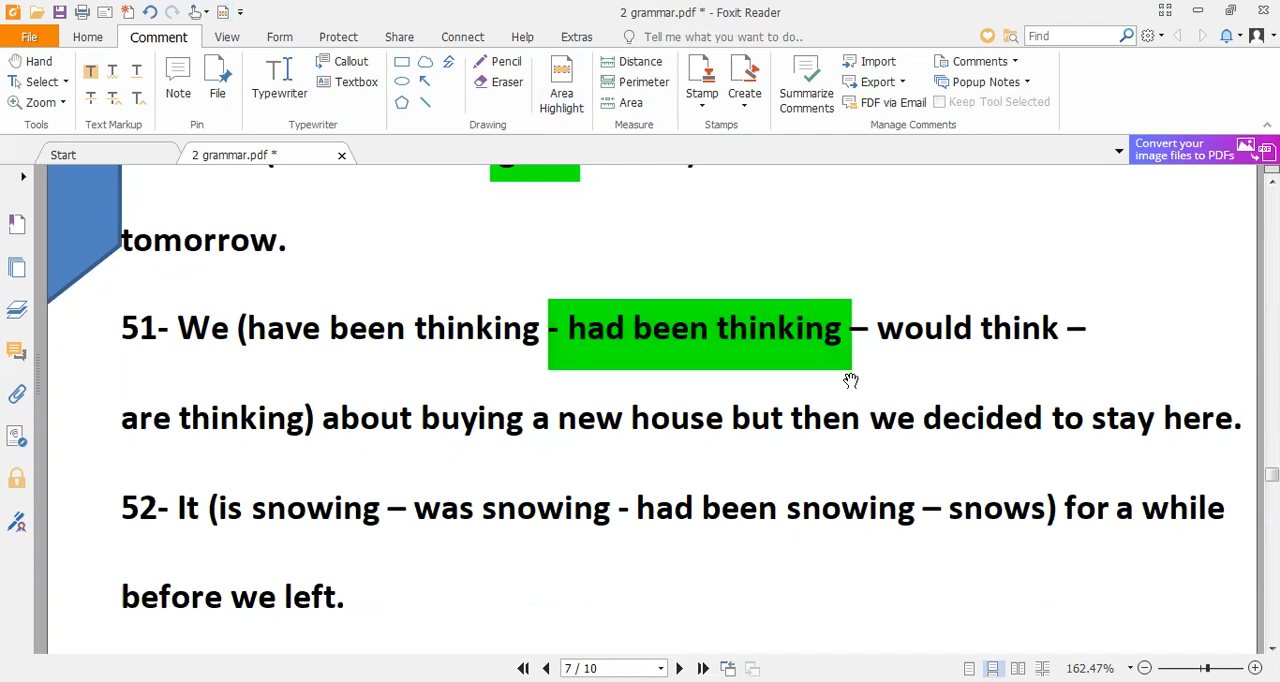 2 grammar.pdf * - Foxit Reader
File Home Comment View Form Protect Share Connect Help Extras Tell me what you want to do.. Find
Hand
Select
Zoom
Tools
Text Markup
Note
File
Pin
Typewriter
Callout
Textbox
Typewriter
Pencil
Eraser
Drawing
Area
Highlight
Distance
Perimeter
Area
Measure
Stamp
Create
Stamps
Summarize
Comments
Import
Export
FDF via Email
Comments
Popup Notes
Keep Tool Selected
Manage Comments
Start
2 grammar.pdf *
Convert your
image files to PDFs
tomorrow.
51- We (have been thinking - had been thinking – would think –
are thinking) about buying a new house but then we decided to stay here.
52- It (is snowing – was snowing - had been snowing – snows) for a while
before we left.
7 / 10
162.47%